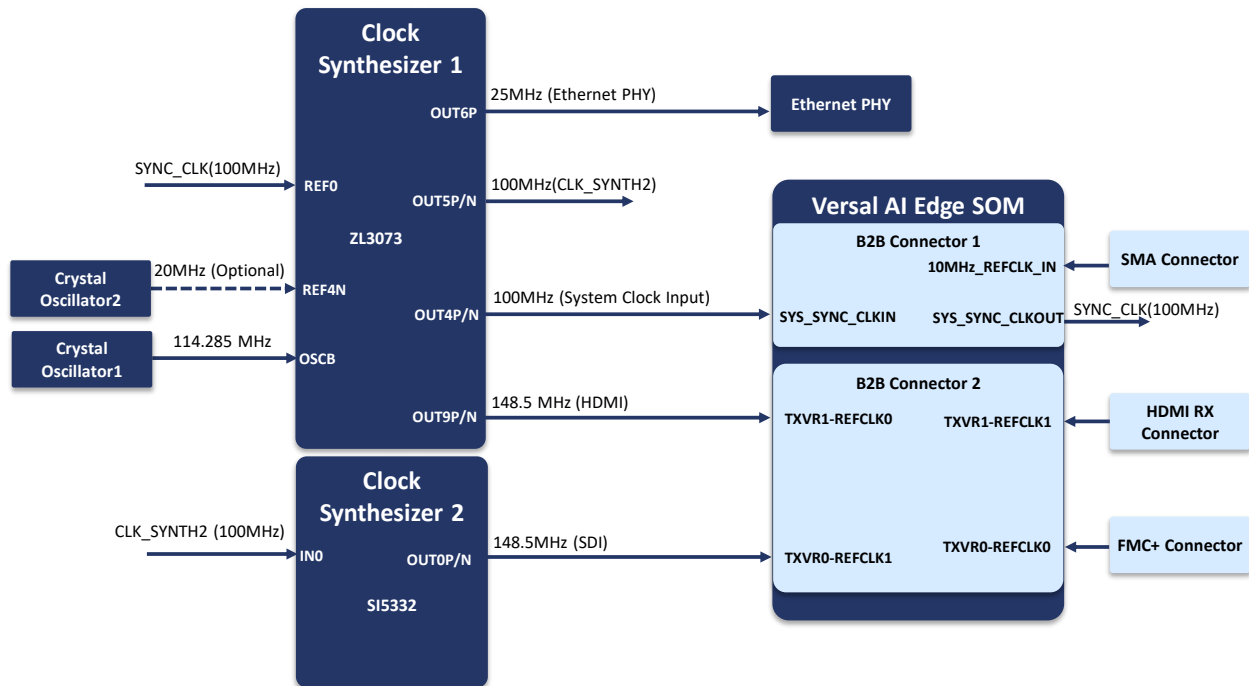 Clock
Synthesizer 1
OUT6P
25MHz (Ethernet PHY)
Ethernet PHY
SYNC_CLK(100MHz)
REF0
OUT5P/N
100MHz(CLK_SYNTH2)
ZL3073
Crystal
Oscillator2
20MHz (Optional)
REF4N
OUT4P/N
100MHz (System Clock Input)
Crystal
Oscillator1
114.285 MHz
OSCB
OUT9P/N
148.5 MHz (HDMI)
Versal AI Edge SOM
B2B Connector 1
10MHz_REFCLK_IN
SMA Connector
SYS_SYNC_CLKIN
SYS_SYNC_CLKOUT
SYNC_CLK(100MHz)
B2B Connector 2
TXVR1-REFCLK0
TXVR1-REFCLK1
HDMI RX
Connector
Clock
Synthesizer 2
CLK_SYNTH2 (100MHz)
IN0
OUT0P/N
148.5MHz (SDI)
SI5332
TXVR0-REFCLK1
TXVR0-REFCLK0
FMC+ Connector